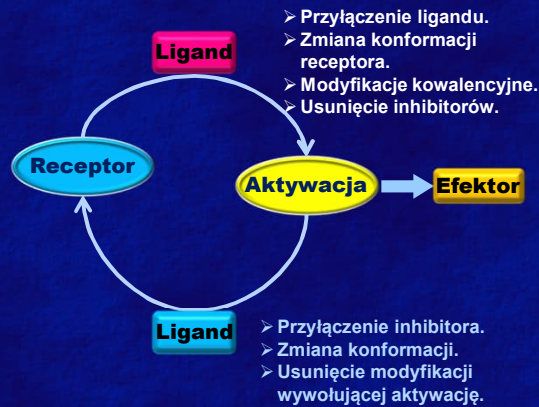 ➢ Przyłączenie ligandu.
➢ Zmiana konformacji
receptora.
➢ Modyfikacje kowalencyjne.
➢ Usunięcie inhibitorów.
Ligand
Receptor
Aktywacja
Efektor
Ligand
➢ Przyłączenie inhibitora.
➢ Zmiana konformacji.
➢ Usunięcie modyfikacji
wywołującej aktywację.